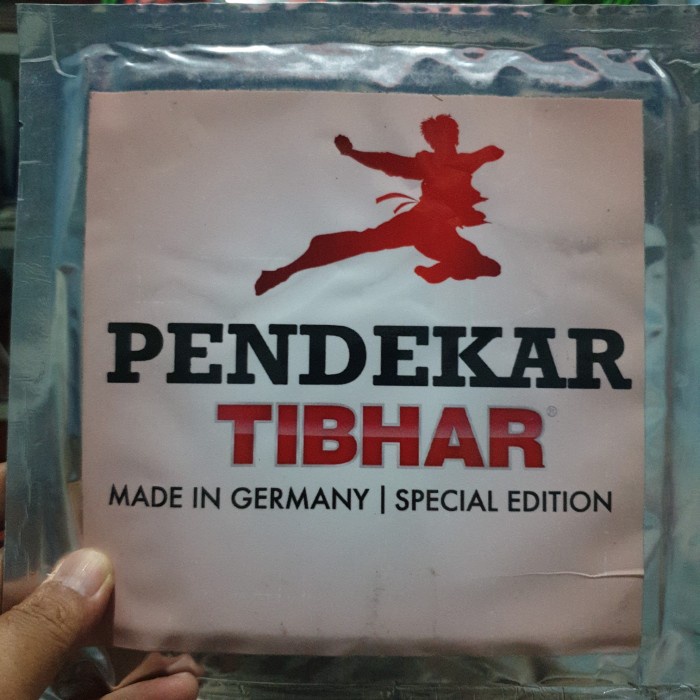 PENDEKAR
TIBHAR®
MADE IN GERMANY | SPECIAL EDITION